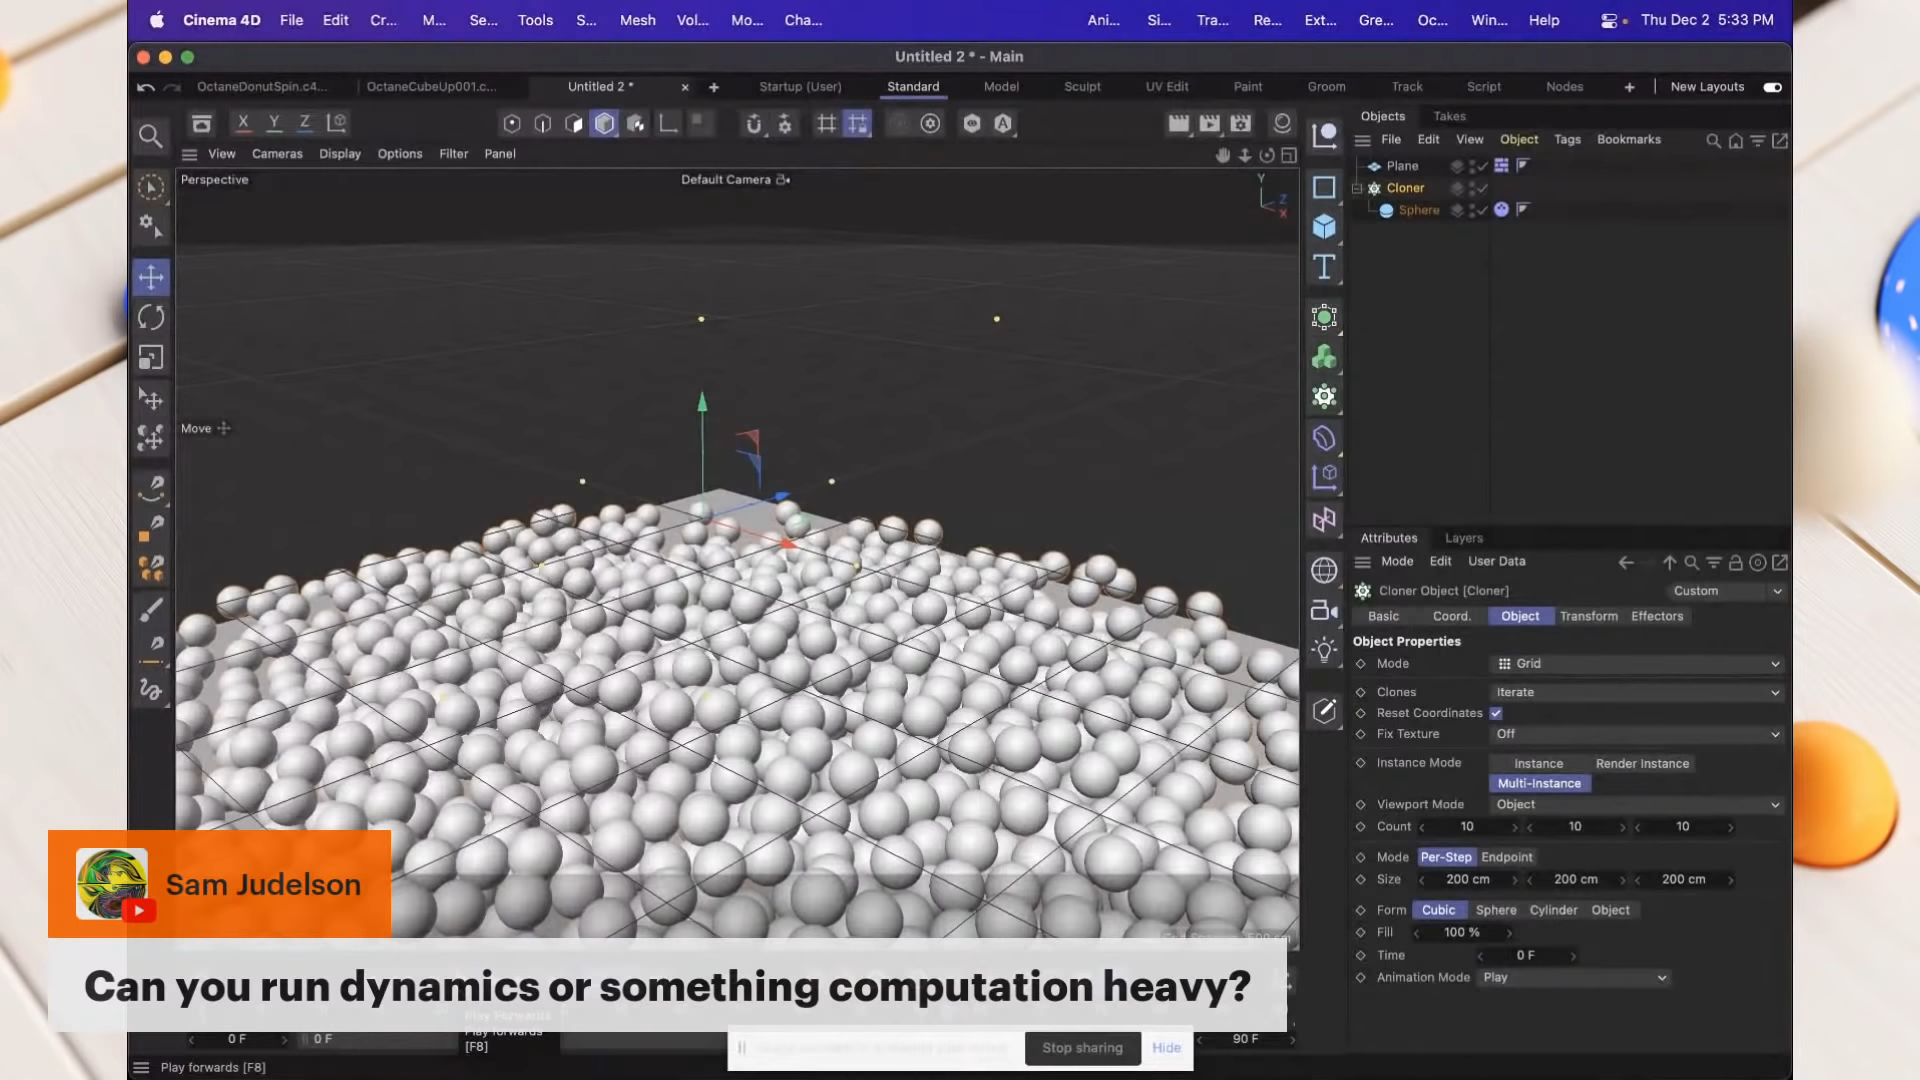 Cinema 4D File Edit Cr... M... Se... Tools S... Mesh Vol... Mo... Cha... Ani... Si... Tra... Re... Ext... Gre... Oc... Win... Help Thu Dec 2 5:33 PM
Untitled 2 * - Main
OctaneDonutSpin.c4... OctaneCubeUp001.c... Untitled 2 * Startup (User) Standard Model Sculpt UV Edit Paint Groom Track Script Nodes New Layouts
X Y Z
Objects Takes
View Cameras Display Options Filter Panel
File Edit View Object Tags Bookmarks
Perspective Default Camera
Y
Z
X
Plane
Cloner
Sphere
Move
Attributes Layers
Mode Edit User Data
Cloner Object [Cloner] Custom
Basic Coord. Object Transform Effectors
Object Properties
Mode Grid
Clones Iterate
Reset Coordinates
Fix Texture Off
Instance Mode Instance Render Instance
Multi-Instance
Viewport Mode Object
Count 10 10 10
Mode Per-Step Endpoint
Size 200 cm 200 cm 200 cm
Form Cubic Sphere Cylinder Object
Fill 100 %
Time 0 F
Animation Mode Play
Sam Judelson
Can you run dynamics or something computation heavy?
Play Forwards
Play forwards
[F8]
0 F 0 F 90 F
Stop sharing Hide
Play forwards [F8]